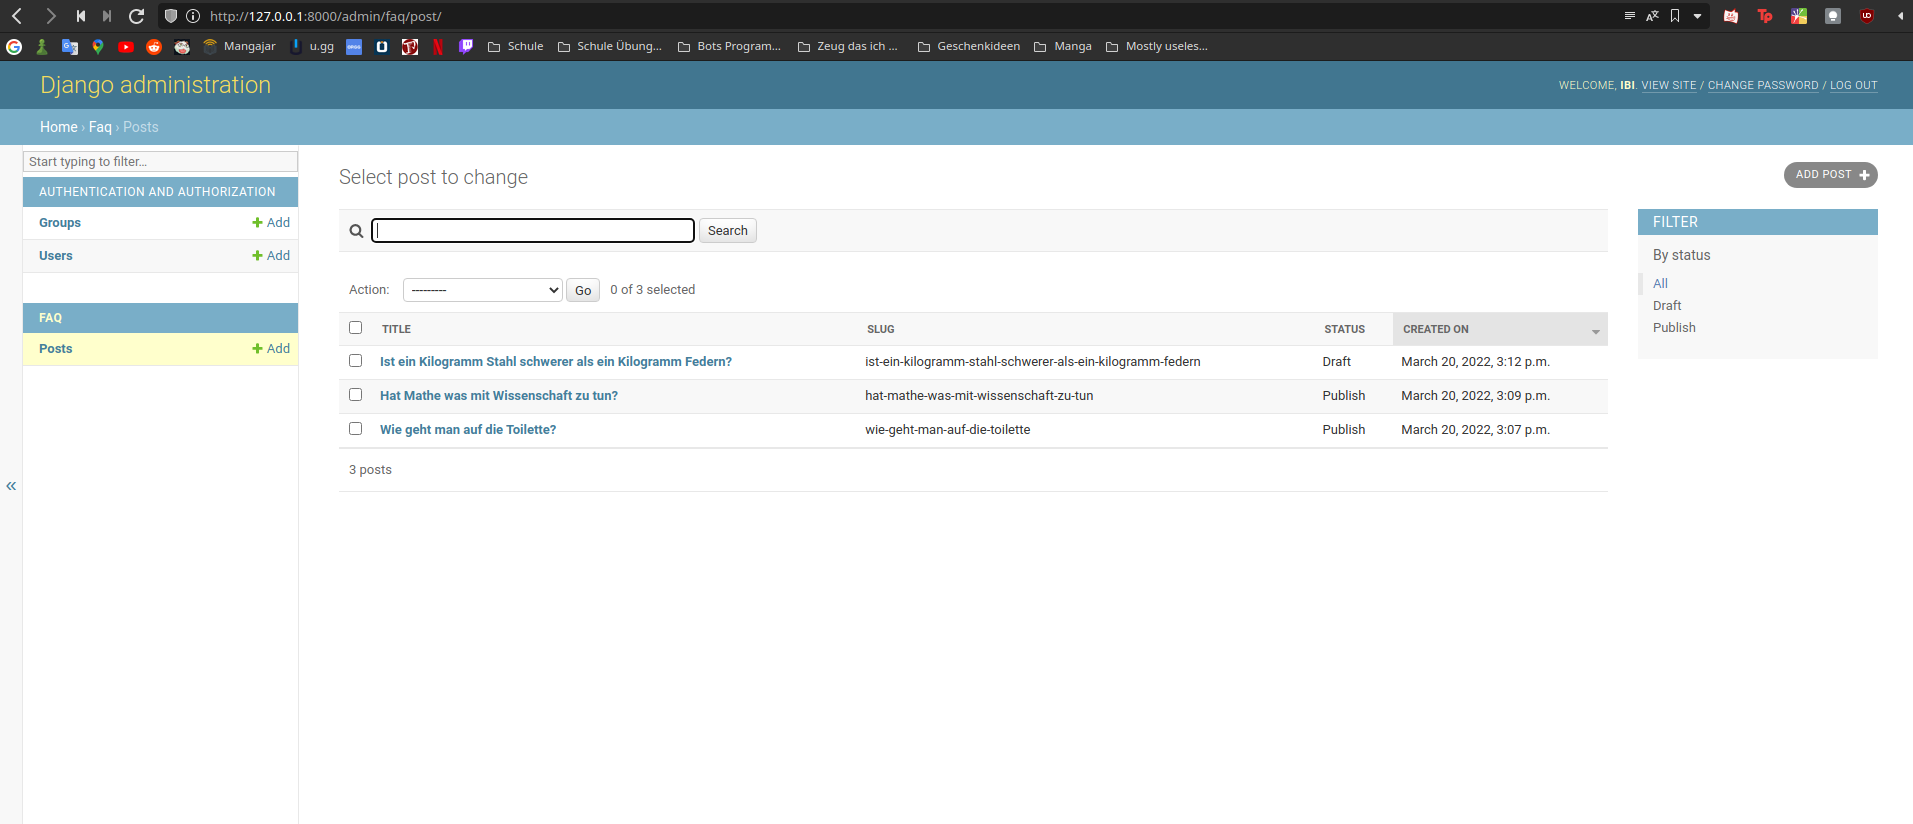 http://127.0.0.1:8000/admin/faq/post/
Mangajar u.gg Schule Schule Übung... Bots Program... Zeug das ich ... Geschenkideen Manga Mostly useles...
Django administration
WELCOME, IBI. VIEW SITE / CHANGE PASSWORD / LOG OUT
Home › Faq › Posts
Start typing to filter...
AUTHENTICATION AND AUTHORIZATION
Groups Add
Users Add
FAQ
Posts Add
«
Select post to change
ADD POST
Search
Action: --------- Go 0 of 3 selected
TITLE SLUG STATUS CREATED ON
Ist ein Kilogramm Stahl schwerer als ein Kilogramm Federn? ist-ein-kilogramm-stahl-schwerer-als-ein-kilogramm-federn Draft March 20, 2022, 3:12 p.m.
Hat Mathe was mit Wissenschaft zu tun? hat-mathe-was-mit-wissenschaft-zu-tun Publish March 20, 2022, 3:09 p.m.
Wie geht man auf die Toilette? wie-geht-man-auf-die-toilette Publish March 20, 2022, 3:07 p.m.
3 posts
FILTER
By status
All
Draft
Publish